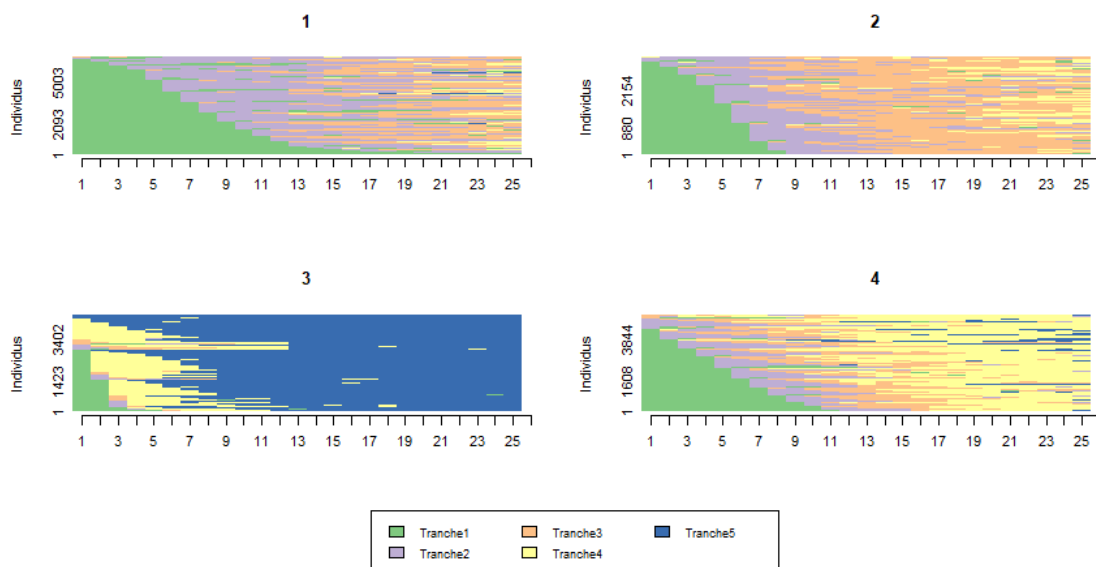 1
Individus
1 2093 5003
1 3 5 7 9 11 13 15 17 19 21 23 25
2
Individus
1 880 2154
1 3 5 7 9 11 13 15 17 19 21 23 25
3
Individus
1 1423 3402
1 3 5 7 9 11 13 15 17 19 21 23 25
4
Individus
1 1608 3844
1 3 5 7 9 11 13 15 17 19 21 23 25
Tranche1 Tranche3 Tranche5
Tranche2 Tranche4